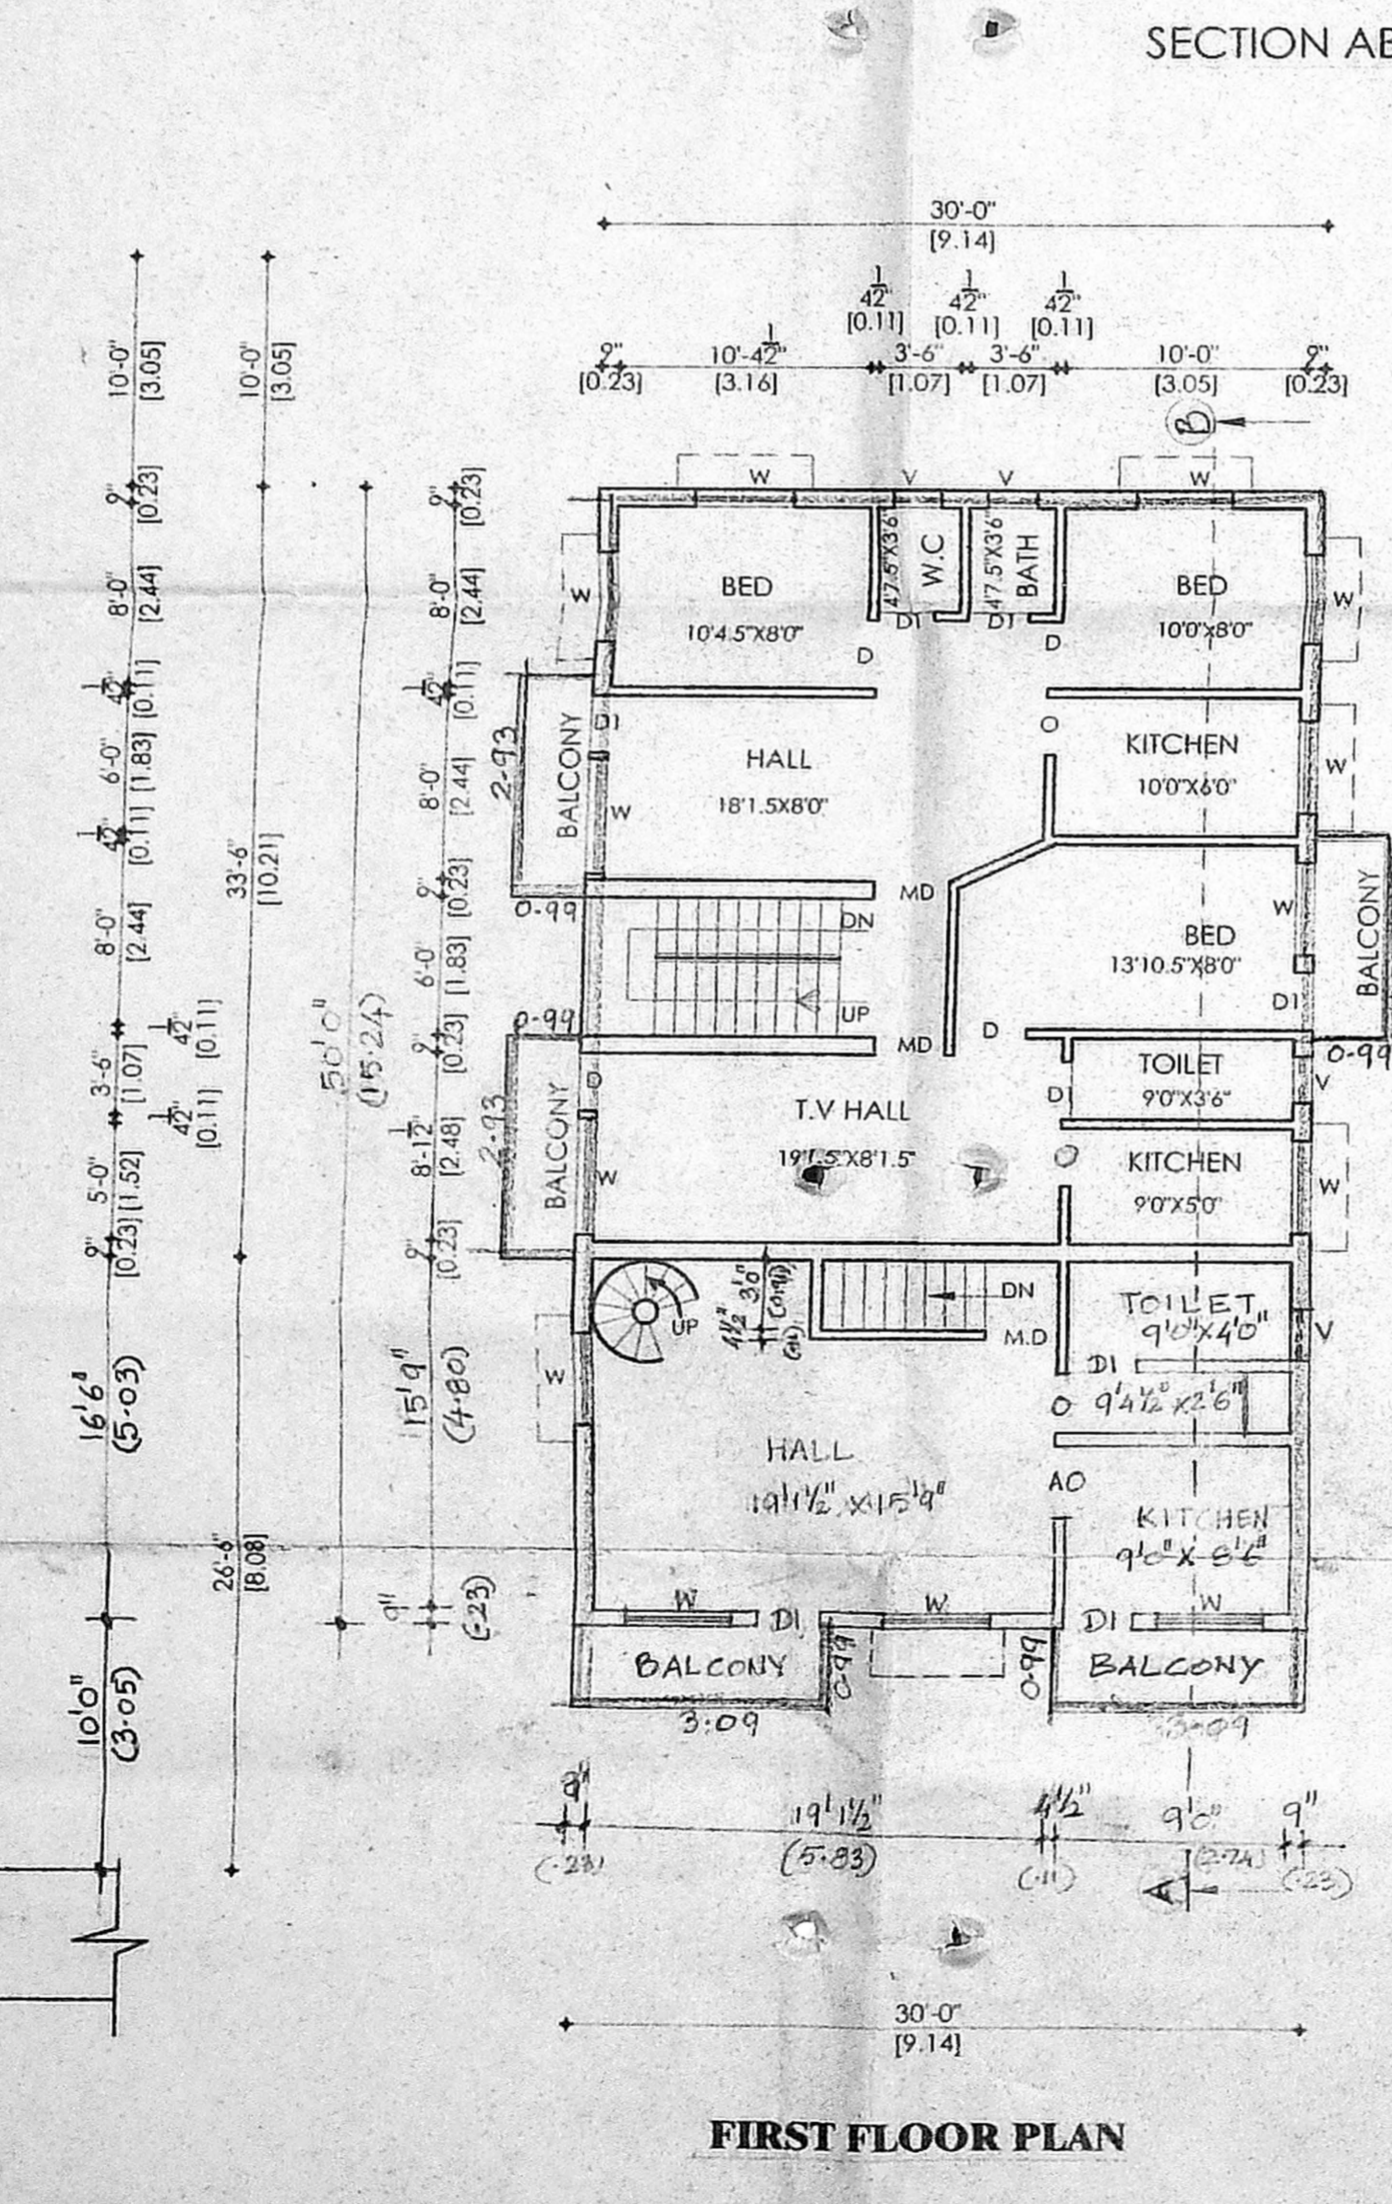 SECTION AB
30'-0"
[9.14]
4½"
[0.11]
4½"
[0.11]
4½"
[0.11]
9"
[0.23]
10'-4½"
[3.16]
3'-6"
[1.07]
3'-6"
[1.07]
10'-0"
[3.05]
9"
[0.23]
B
10'-0"
[3.05]
10'-0"
[3.05]
9"
[0.23]
9"
[0.23]
8'-0"
[2.44]
8'-0"
[2.44]
4½"
[0.11]
4½"
[0.11]
6'-0"
[1.83]
8'-0"
[2.44]
4½"
[0.11]
33'-6"
[10.21]
9"
[0.23]
8'-0"
[2.44]
6'-0"
[1.83]
4½"
[0.11]
50'0"
(15.24)
9"
[0.23]
3'-6"
[1.07]
4½"
[0.11]
8'-1½"
[2.48]
5'-0"
[1.52]
9"
[0.23]
9"
[0.23]
16'6"
(5.03)
15'9"
(4.80)
26'-6"
[8.08]
9"
(.23)
10'0"
(3.05)
W
V
V
W
W
BED
10'4.5"X8'0"
4'7.5"X3'6"
W.C
4'7.5"X3'6"
BATH
BED
10'0"X8'0"
W
D1
D1
D
D
D1
BALCONY
2-93
0-99
HALL
18'1.5X8'0"
W
O
KITCHEN
10'0"X6'0"
W
MD
DN
UP
MD
W
BED
13'10.5"X8'0"
D1
BALCONY
0-99
D
0-99
BALCONY
2-93
D
W
T.V HALL
19'1.5"X8'1.5"
TOILET
9'0"X3'6"
D1
V
O
KITCHEN
9'0"X5'0"
W
UP
4½"
3'0"
DN
M.D
TOILET
9'0"X4'0"
V
D1
O
9'4½"X2'6"
W
HALL
19'1½" X 15'9"
AO
KITCHEN
9'0"X 8'6"
W
D1
W
D1
W
BALCONY
0.99
0.99
BALCONY
3.09
3.09
9"
(.23)
19'1½"
(5.83)
4½"
(.11)
9'0"
(2.74)
9"
(.23)
A
30'-0"
[9.14]
FIRST FLOOR PLAN